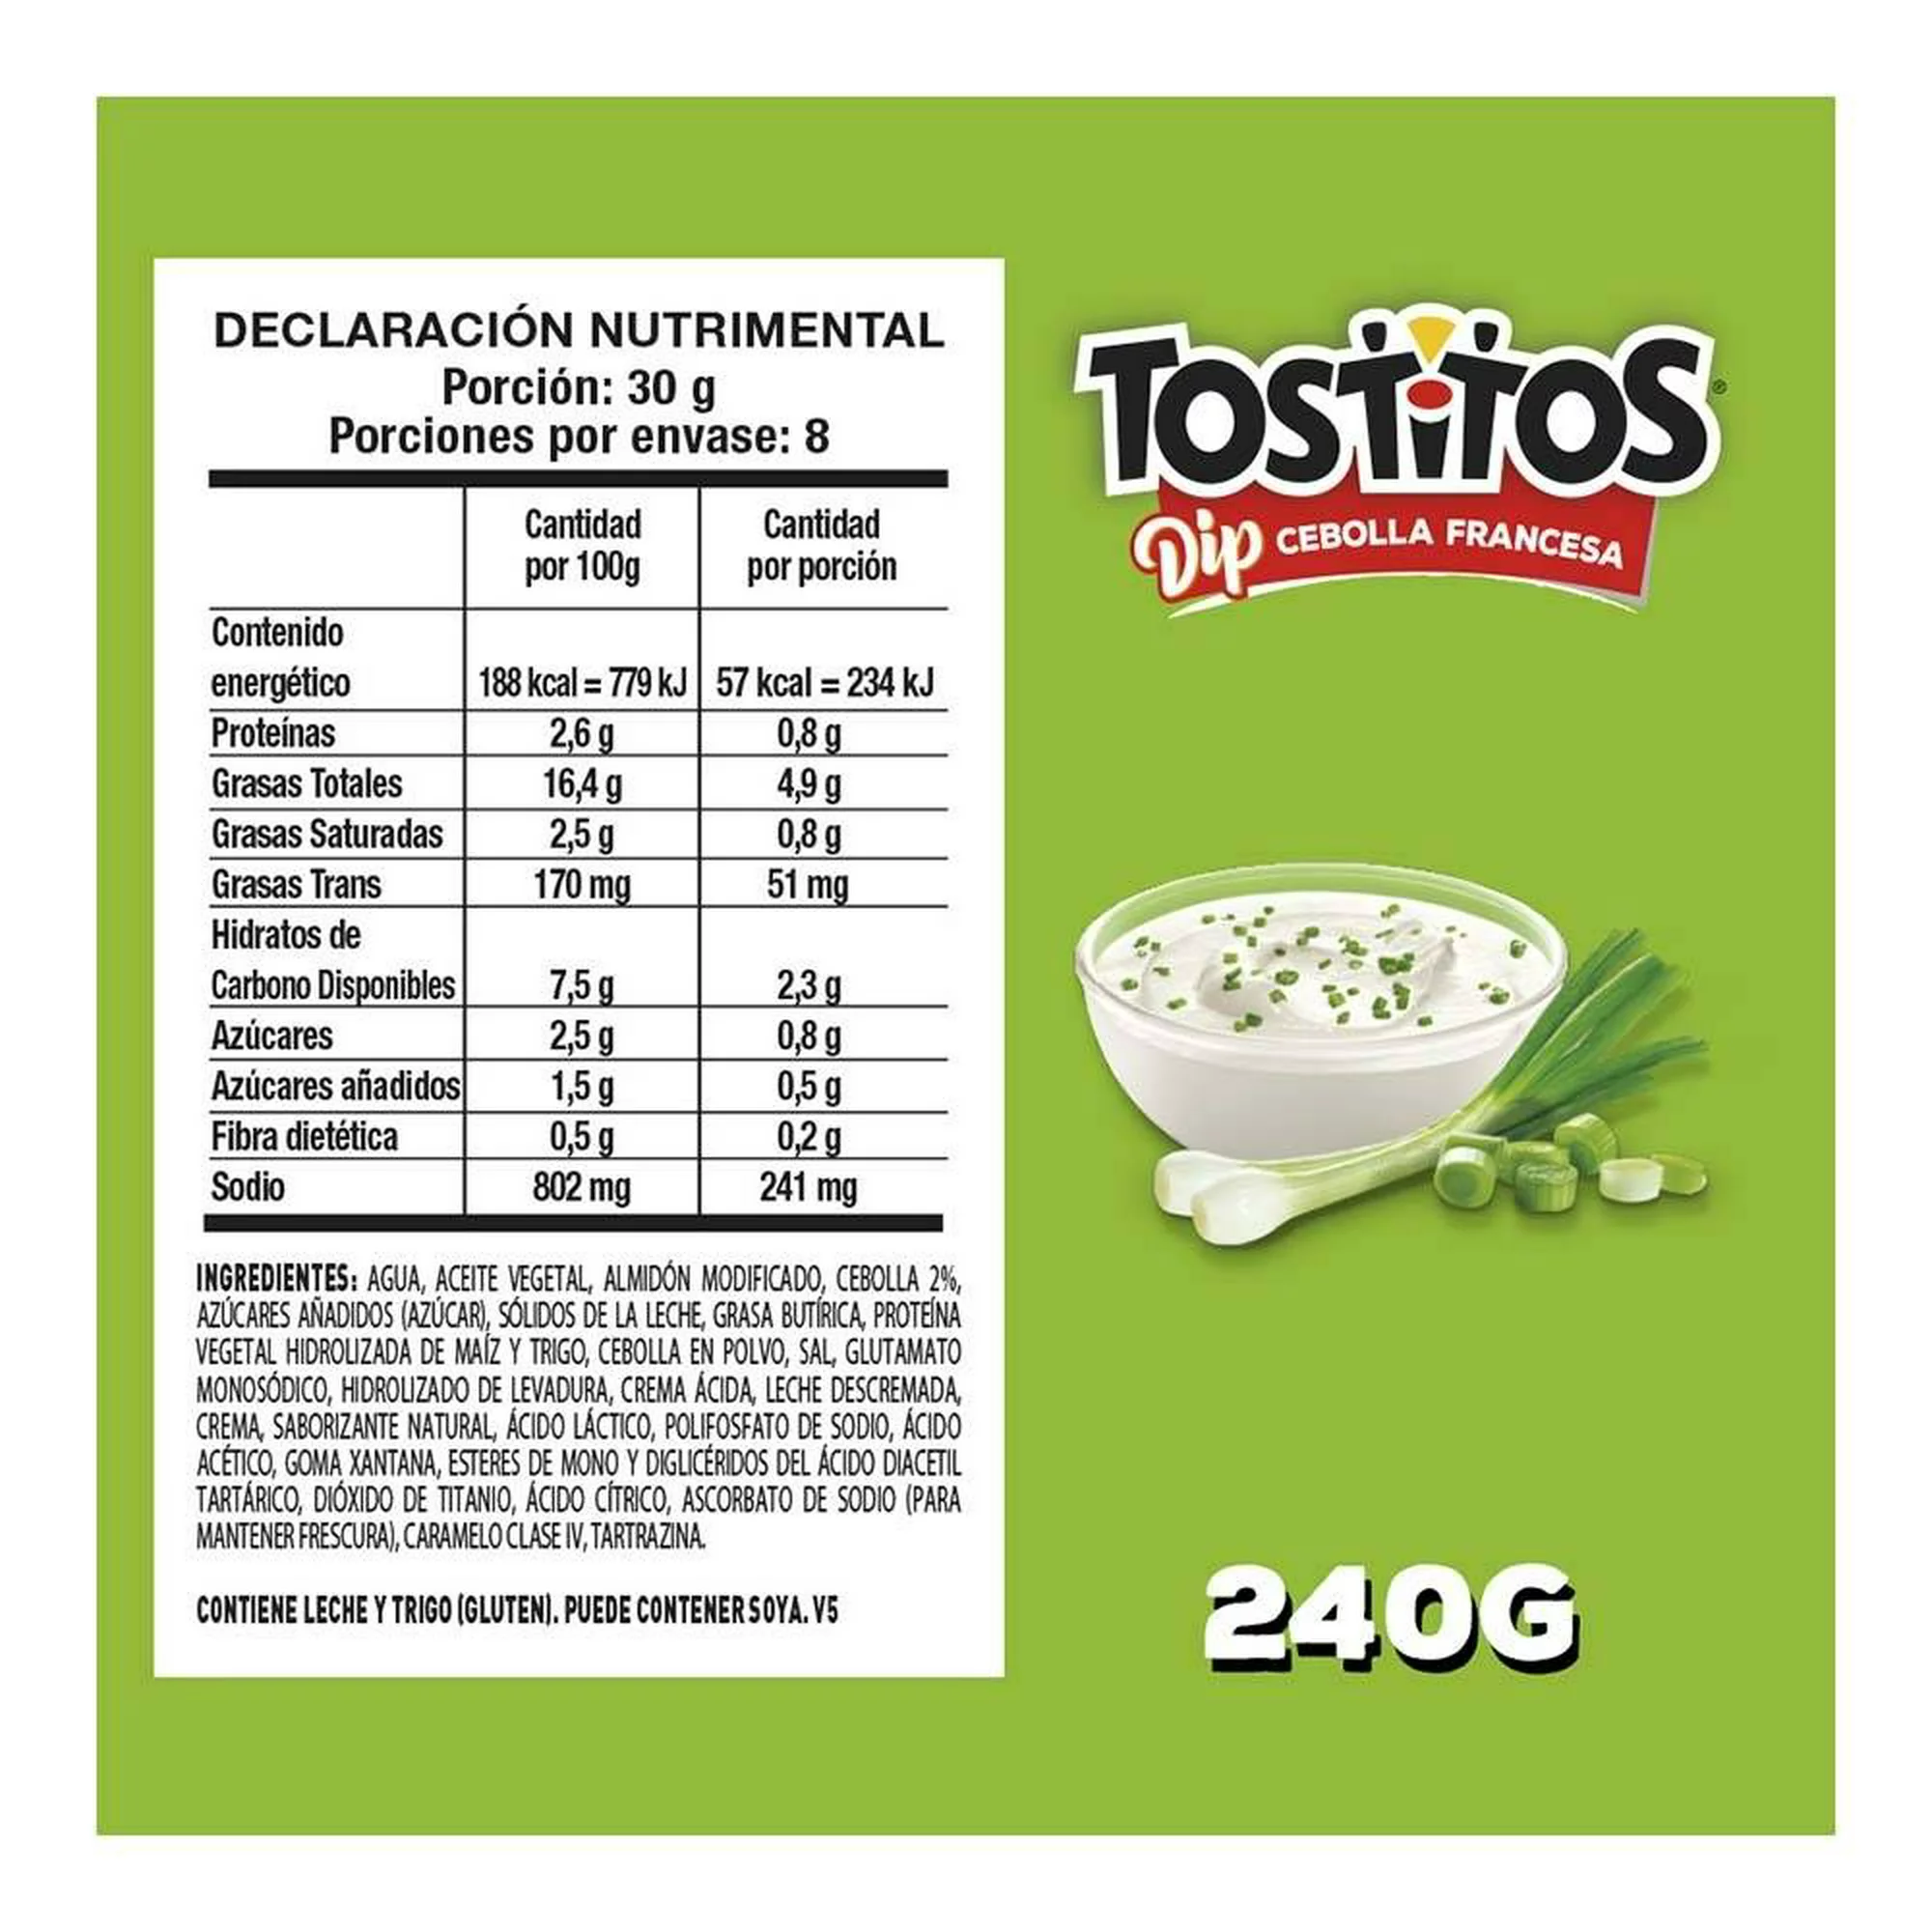 DECLARACIÓN NUTRIMENTAL
Porción: 30 g
Porciones por envase: 8
Cantidad por 100g
Cantidad por porción
Contenido energético 188 kcal = 779 kJ 57 kcal = 234 kJ
Proteínas 2,6 g 0,8 g
Grasas Totales 16,4 g 4,9 g
Grasas Saturadas 2,5 g 0,8 g
Grasas Trans 170 mg 51 mg
Hidratos de Carbono Disponibles 7,5 g 2,3 g
Azúcares 2,5 g 0,8 g
Azúcares añadidos 1,5 g 0,5 g
Fibra dietética 0,5 g 0,2 g
Sodio 802 mg 241 mg
INGREDIENTES: AGUA, ACEITE VEGETAL, ALMIDÓN MODIFICADO, CEBOLLA 2%,
AZÚCARES AÑADIDOS (AZÚCAR), SÓLIDOS DE LA LECHE, GRASA BUTÍRICA, PROTEÍNA
VEGETAL HIDROLIZADA DE MAÍZ Y TRIGO, CEBOLLA EN POLVO, SAL, GLUTAMATO
MONOSÓDICO, HIDROLIZADO DE LEVADURA, CREMA ÁCIDA, LECHE DESCREMADA,
CREMA, SABORIZANTE NATURAL, ÁCIDO LÁCTICO, POLIFOSFATO DE SODIO, ÁCIDO
ACÉTICO, GOMA XANTANA, ESTERES DE MONO Y DIGLICÉRIDOS DEL ÁCIDO DIACETIL
TARTÁRICO, DIÓXIDO DE TITANIO, ÁCIDO CÍTRICO, ASCORBATO DE SODIO (PARA
MANTENER FRESCURA), CARAMELO CLASE IV, TARTRAZINA.
CONTIENE LECHE Y TRIGO (GLUTEN). PUEDE CONTENER SOYA. V5
TOSTITOS®
Dip CEBOLLA FRANCESA
240G